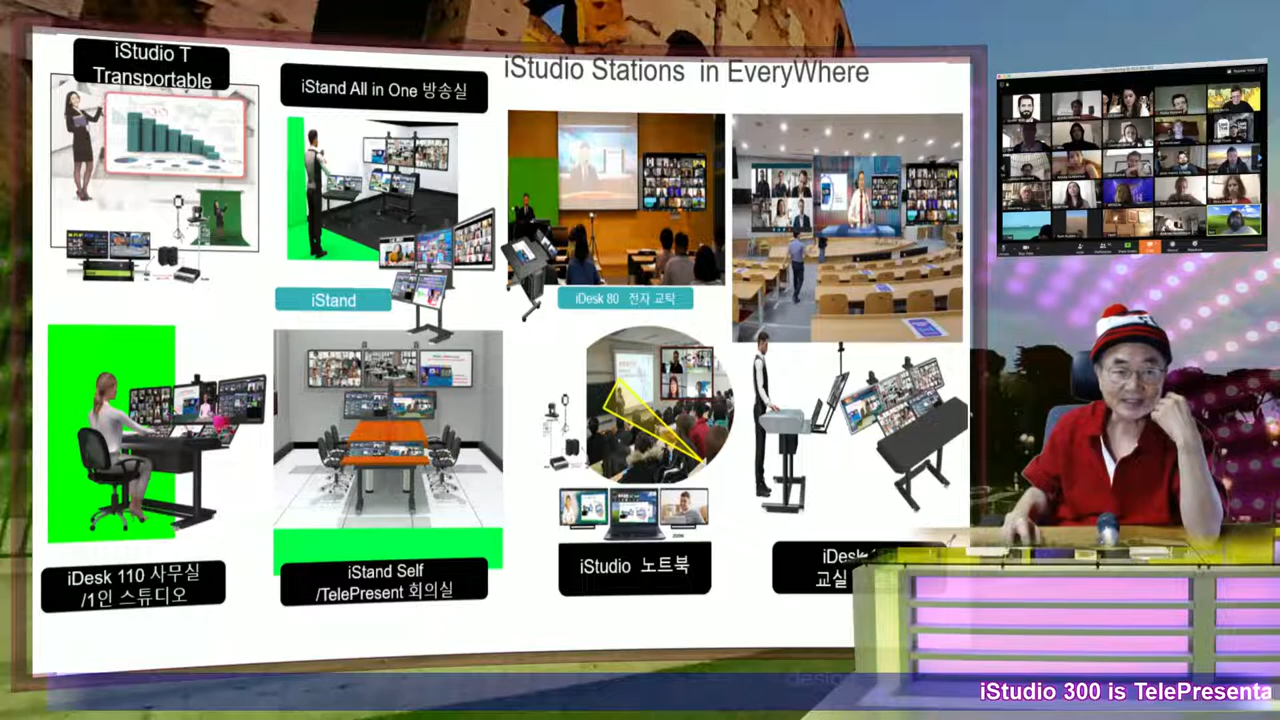 iStudio T
Transportable
iStand All in One 방송실
iStudio Stations in EveryWhere
iStand
iDesk 80 전자 교탁
iDesk 110 사무실
/1인 스튜디오
iStand Self
/TelePresent 회의실
iStudio 노트북
교실
iStudio 300 is TelePresenta